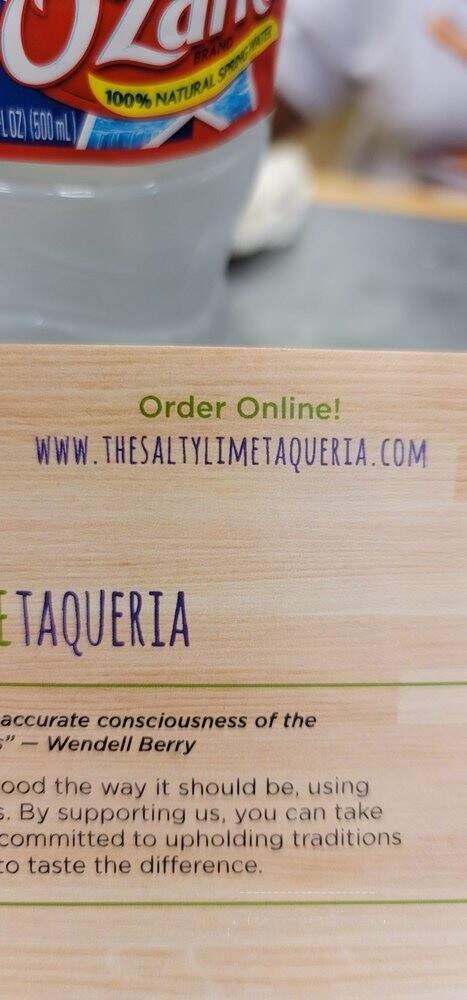 BRAND
100% NATURAL SPRING WATER
(500 mL)
Order Online!
WWW.THESALTYLIMETAQUERIA.COM
E TAQUERIA
accurate consciousness of the
s" — Wendell Berry
ood the way it should be, using
s. By supporting us, you can take
committed to upholding traditions
to taste the difference.